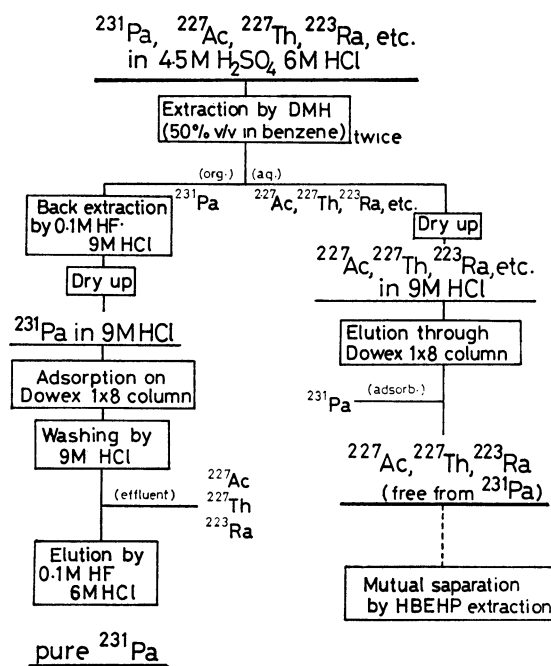 ²³¹Pa, ²²⁷Ac, ²²⁷Th, ²²³Ra, etc.
in 4.5M H₂SO₄ 6M HCl
Extraction by DMH
(50% v/v in benzene)
twice
(org.) (aq.)
²³¹Pa
²²⁷Ac, ²²⁷Th, ²²³Ra, etc.
Back extraction
by 0.1M HF·
9M HCl
Dry up
²³¹Pa in 9M HCl
Adsorption on
Dowex 1x8 column
Washing by
9M HCl
(effluent)
²²⁷Ac
²²⁷Th
²²³Ra
Elution by
0.1M HF
6M HCl
pure ²³¹Pa
Dry up
²²⁷Ac, ²²⁷Th, ²²³Ra, etc.
in 9M HCl
Elution through
Dowex 1x8 column
²³¹Pa
(adsorb.)
²²⁷Ac, ²²⁷Th, ²²³Ra
(free from ²³¹Pa)
Mutual saparation
by HBEHP extraction